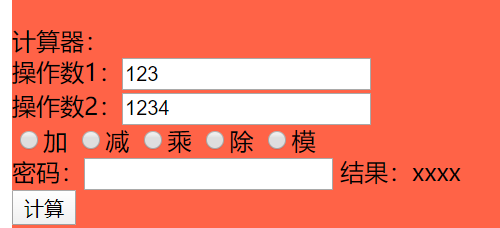 计算器：
操作数1：123
操作数2：1234
加 减 乘 除 模
密码： 结果：xxxx
计算